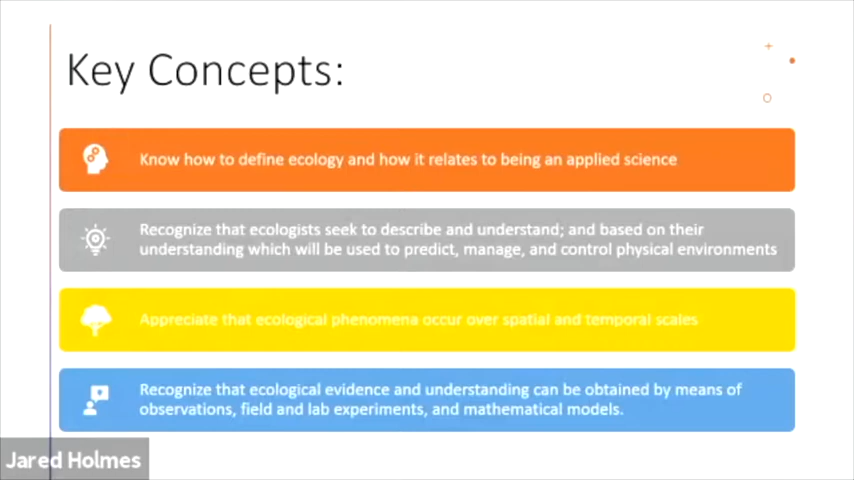 Key Concepts:
Know how to define ecology and how it relates to being an applied science
Recognize that ecologists seek to describe and understand; and based on their
understanding which will be used to predict, manage, and control physical environments
Appreciate that ecological phenomena occur over spatial and temporal scales
Recognize that ecological evidence and understanding can be obtained by means of
observations, field and lab experiments, and mathematical models.
Jared Holmes